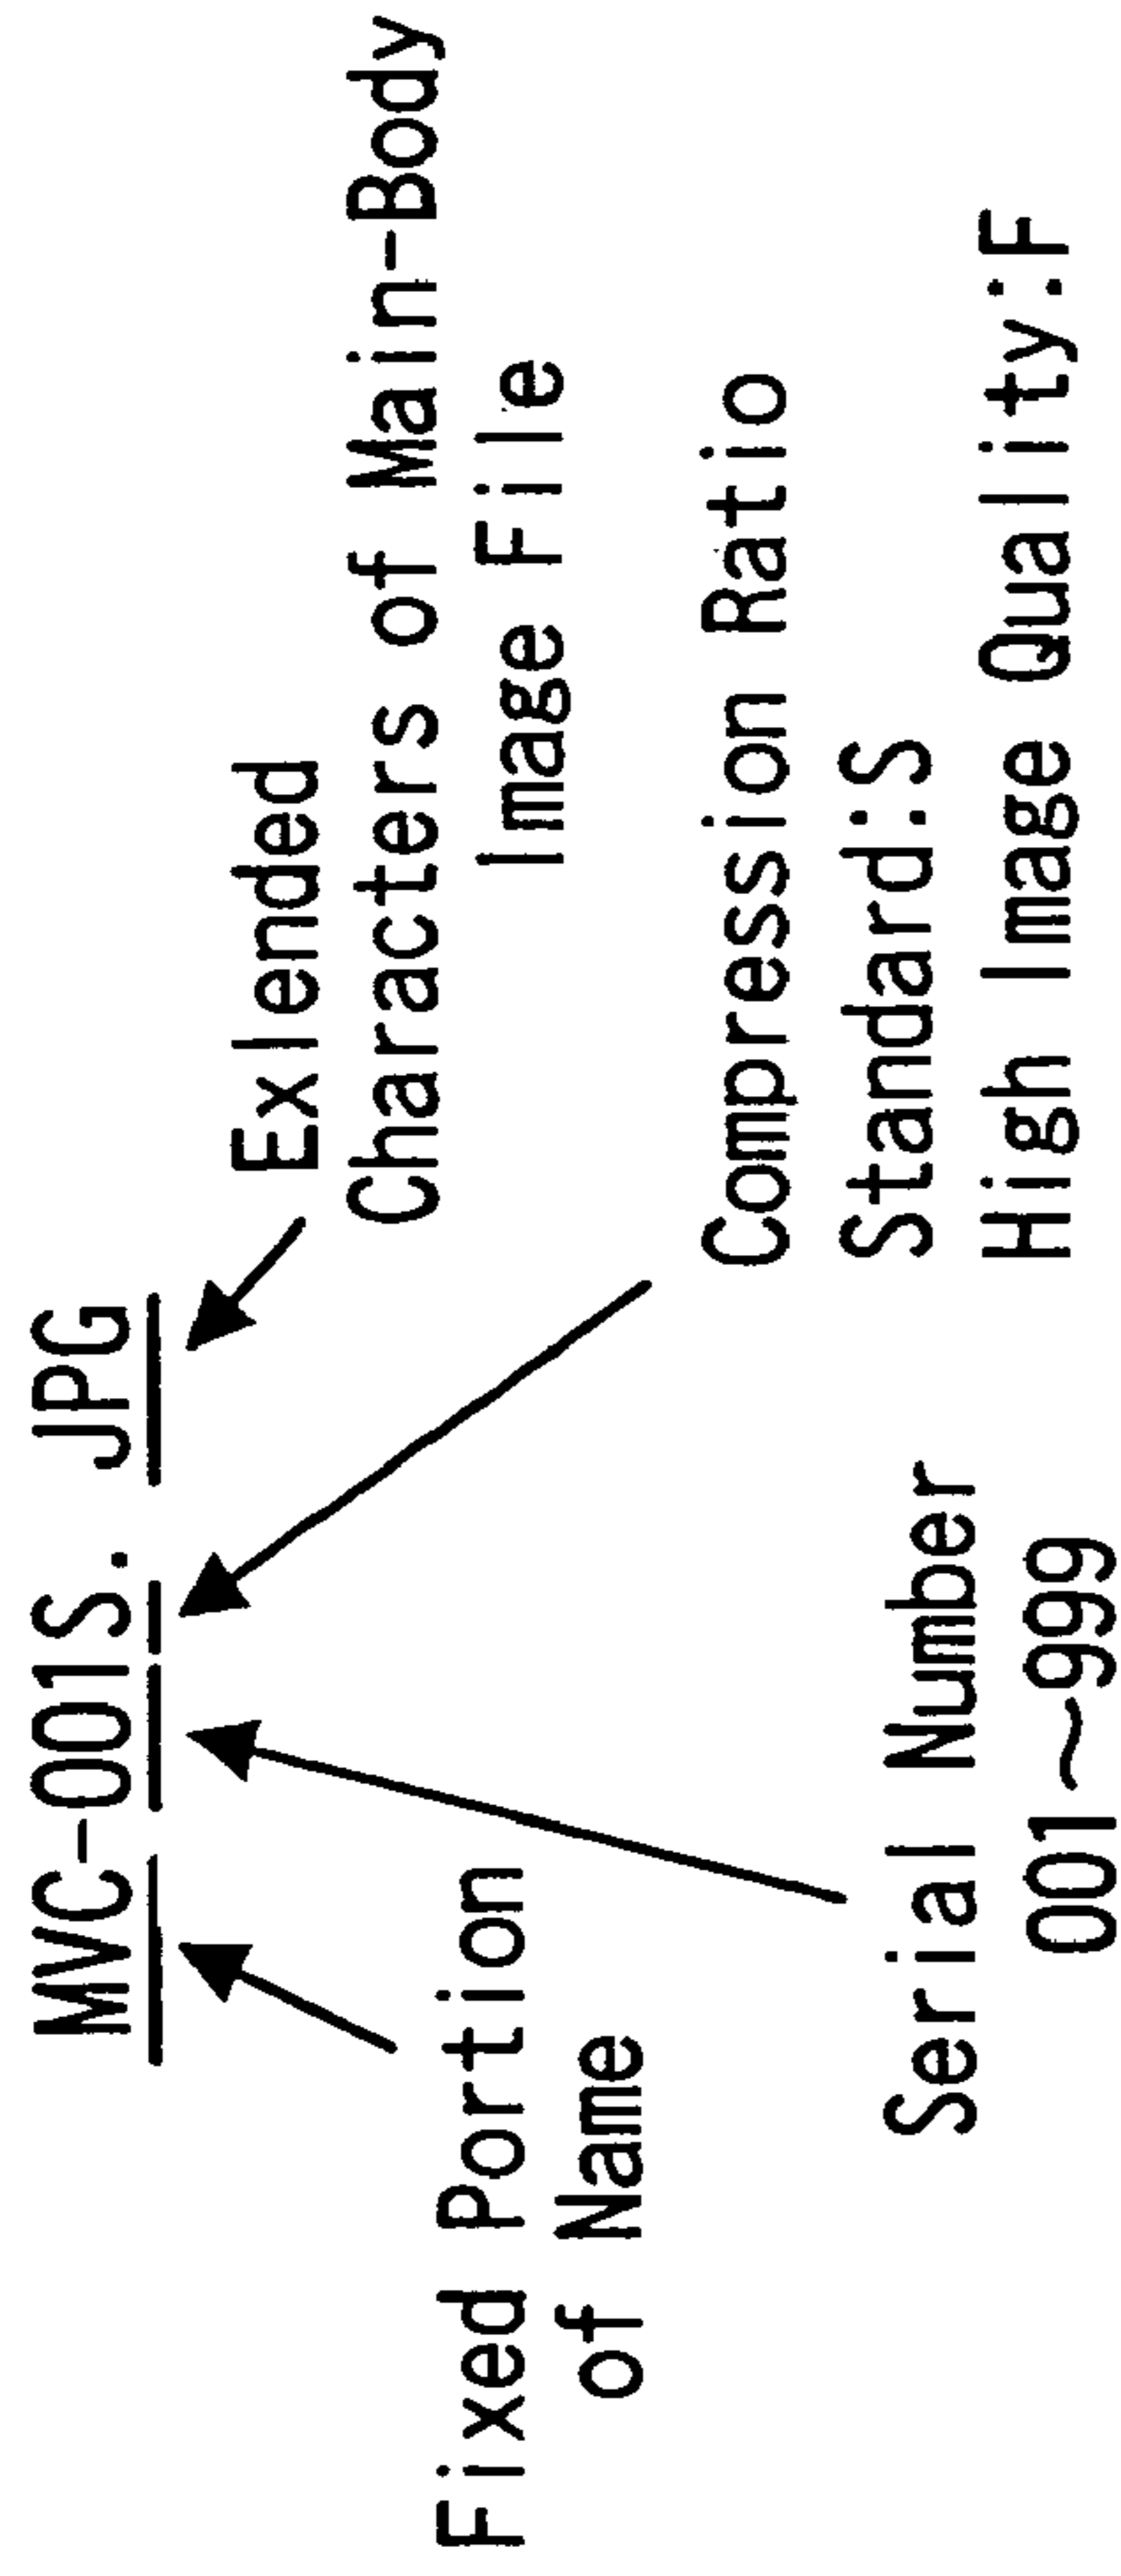 MVC-001S. JPG
Exlended
Characters of Main-Body
Image File
Fixed Portion
of Name
Compression Ratio
Standard:S
High Image Quality:F
Serial Number
001~999